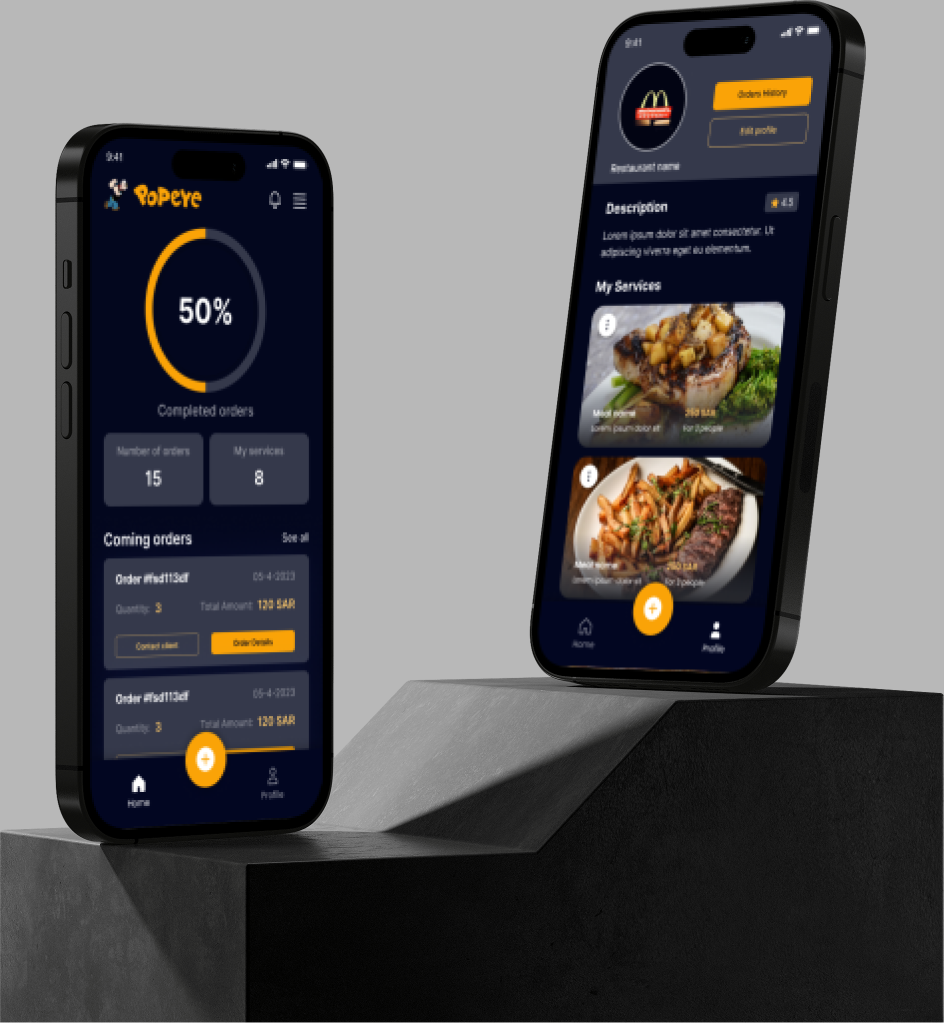 9:41
POPEYE
50%
Completed orders
Number of orders
15
My services
8
Coming orders
See all
Order #fsd113df
05-4-2023
Quantity: 3
Total Amount: 120 SAR
Contact client
Order Details
Order #fsd113df
05-4-2023
Quantity: 3
Total Amount: 120 SAR
Home
Profile
9:41
Orders History
Edit profile
Restaurant name
Description
4.5
Lorem ipsum dolor sit amet consectetur. Ut
adipiscing viverra eget eu elementum.
My Services
Meal name
250 SAR
Lorem ipsum dolor sit
For 3 people
Meal name
250 SAR
Lorem ipsum dolor sit
For 3 people
Home
Profile